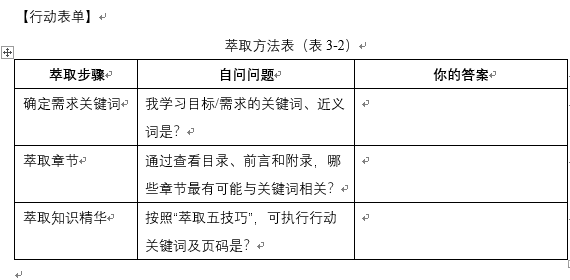 【行动表单】
萃取方法表（表 3-2）
萃取步骤 自问问题 你的答案
确定需求关键词 我学习目标/需求的关键词、近义
词是？
萃取章节 通过查看目录、前言和附录，哪
些章节最有可能与关键词相关？
萃取知识精华 按照“萃取五技巧”，可执行行动
关键词及页码是？